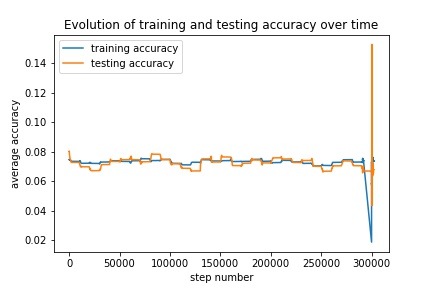 Evolution of training and testing accuracy over time
training accuracy
testing accuracy
average accuracy
0.14
0.12
0.10
0.08
0.06
0.04
0.02
0 50000 100000 150000 200000 250000 300000
step number